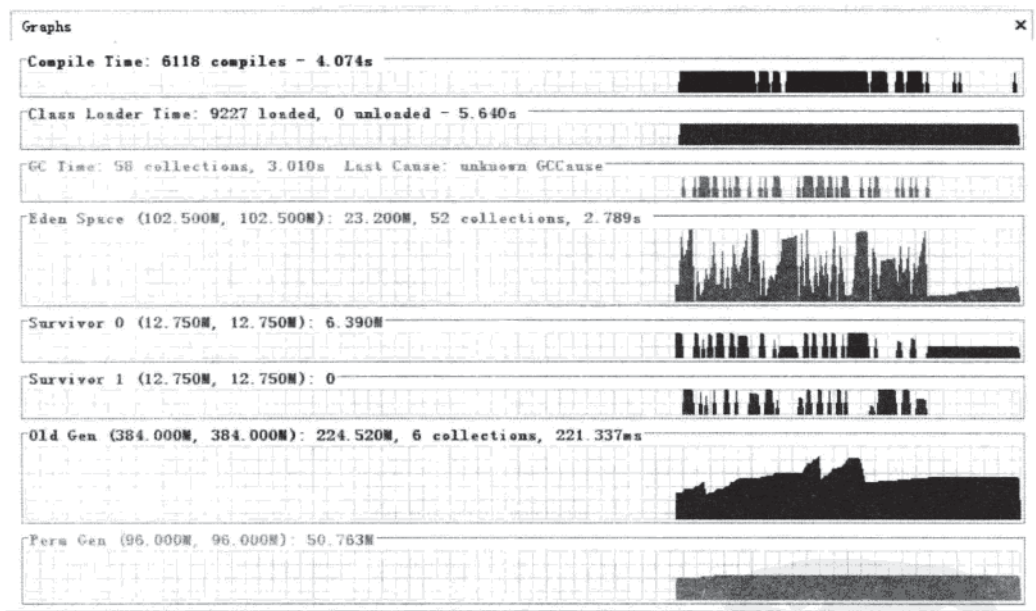 Graphs ×
Compile Time: 6118 compiles - 4.074s
Class Loader Time: 9227 loaded, 0 unloaded - 5.640s
GC Time: 58 collections, 3.010s Last Cause: unknown GCCause
Eden Space (102.500M, 102.500M): 23.200M, 52 collections, 2.789s
Survivor 0 (12.750M, 12.750M): 6.390M
Survivor 1 (12.750M, 12.750M): 0
Old Gen (384.000M, 384.000M): 224.520M, 6 collections, 221.337ms
Perm Gen (96.000M, 96.000M): 50.763M